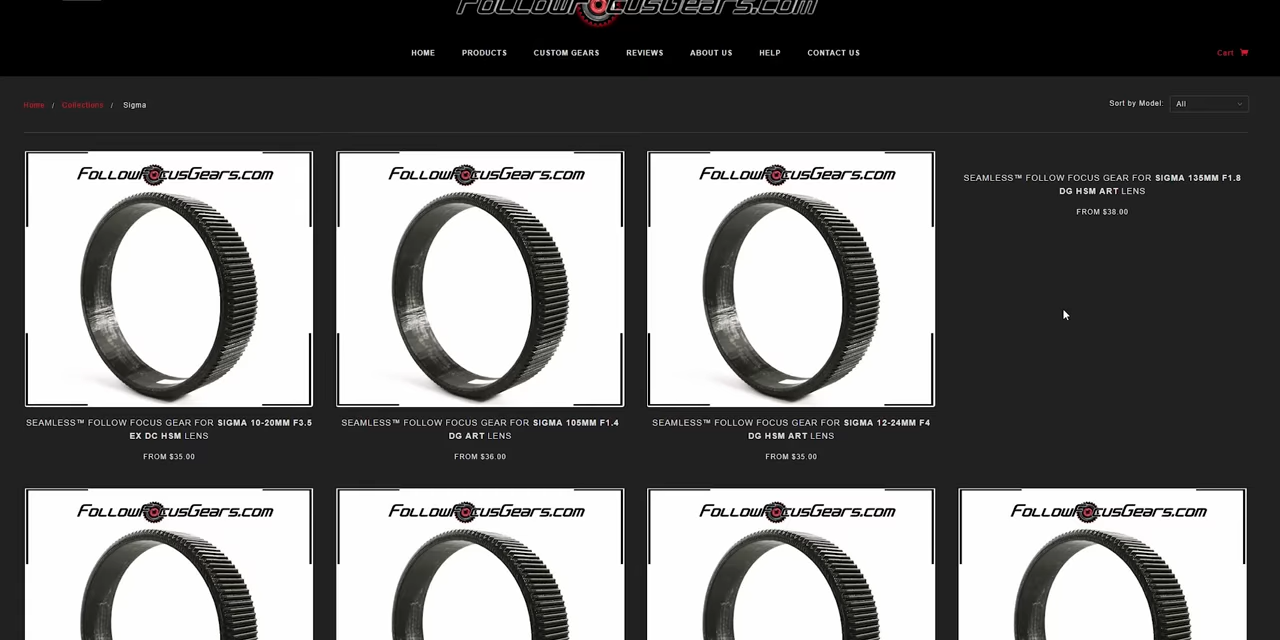 FollowFocusGears.com
HOME PRODUCTS CUSTOM GEARS REVIEWS ABOUT US HELP CONTACT US Cart
Home / Collections / Sigma Sort by Model: All
FollowFocusGears.com
SEAMLESS™ FOLLOW FOCUS GEAR FOR SIGMA 10-20MM F3.5
EX DC HSM LENS
FROM $35.00
FollowFocusGears.com
SEAMLESS™ FOLLOW FOCUS GEAR FOR SIGMA 105MM F1.4
DG ART LENS
FROM $36.00
FollowFocusGears.com
SEAMLESS™ FOLLOW FOCUS GEAR FOR SIGMA 12-24MM F4
DG HSM ART LENS
FROM $35.00
SEAMLESS™ FOLLOW FOCUS GEAR FOR SIGMA 135MM F1.8
DG HSM ART LENS
FROM $38.00
FollowFocusGears.com
FollowFocusGears.com
FollowFocusGears.com
FollowFocusGears.com